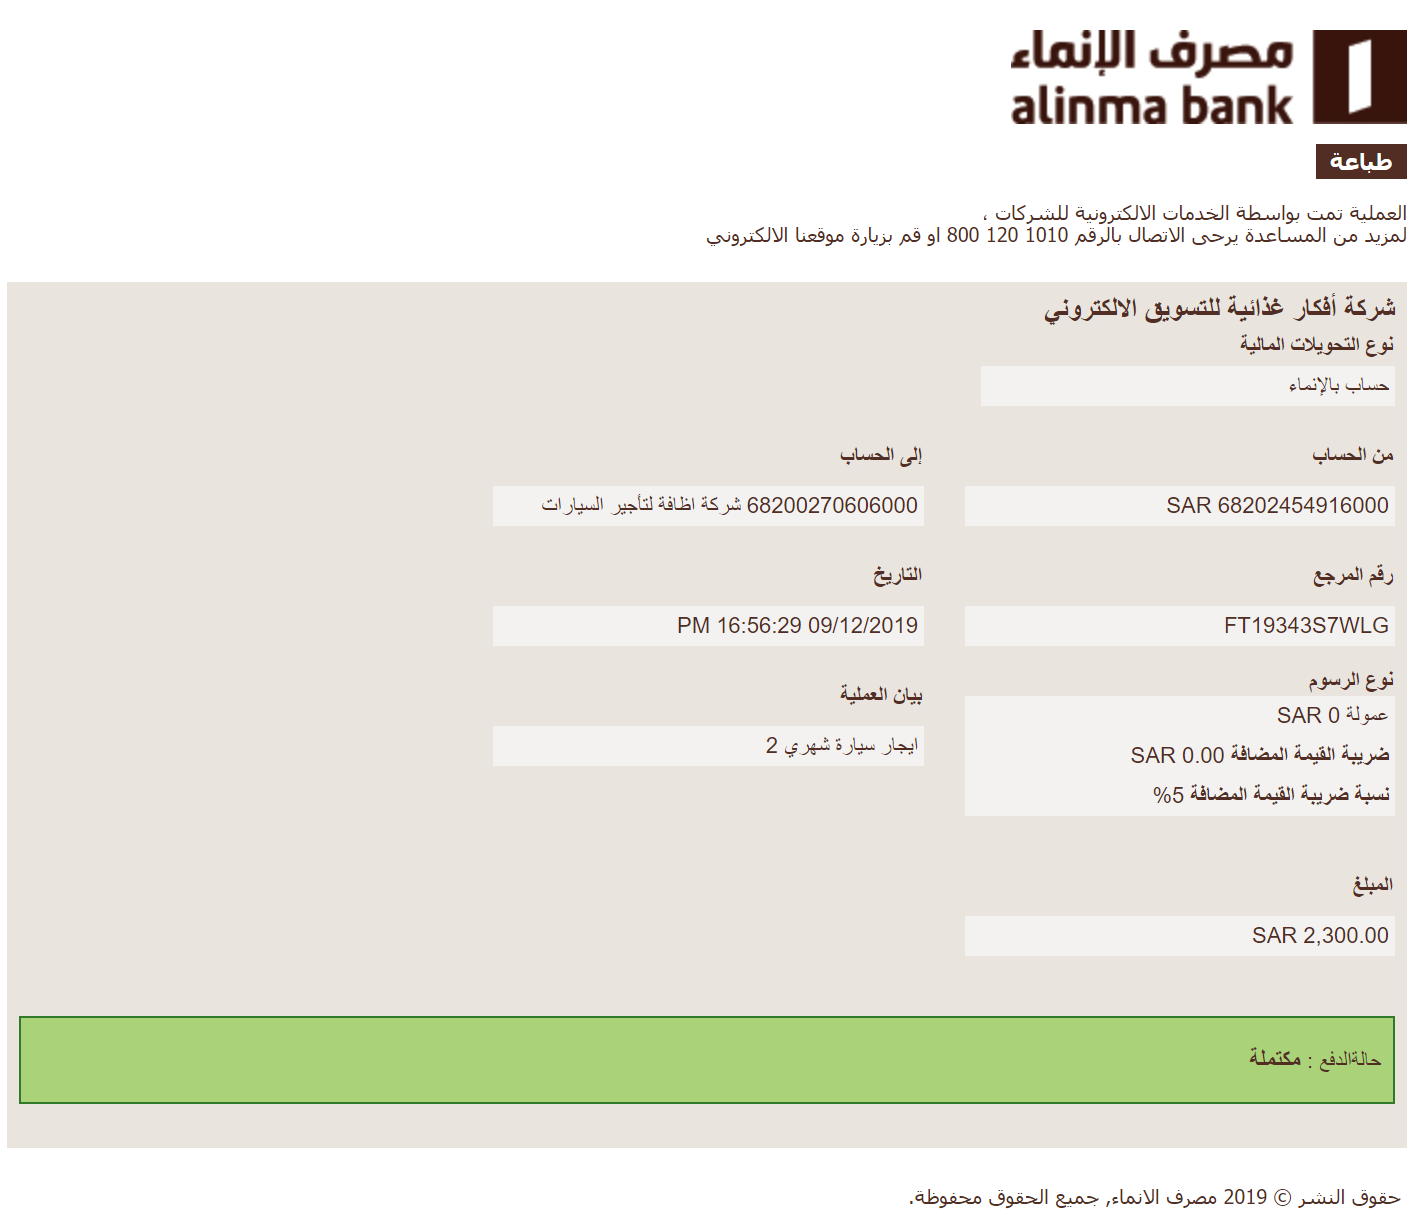 مصرف الإنماء
alinma bank
طباعة
العملية تمت بواسطة الخدمات الالكترونية للشركات ،
لمزيد من المساعدة يرحى الاتصال بالرقم 1010 120 800 او قم بزيارة موقعنا الالكتروني
شركة أفكار غذائية للتسويق الالكتروني
نوع التحويلات المالية
حساب بالإنماء
من الحساب
SAR 68202454916000
إلى الحساب
68200270606000 شركة اظافة لتأجير السيارات
رقم المرجع
FT19343S7WLG
التاريخ
PM 16:56:29 09/12/2019
نوع الرسوم
عمولة SAR 0
ضريبة القيمة المضافة SAR 0.00
نسبة ضريبة القيمة المضافة 5%
بيان العملية
ايجار سيارة شهري 2
المبلغ
SAR 2,300.00
حالةالدفع : مكتملة
حقوق النشر © 2019 مصرف الانماء, جميع الحقوق محفوظة.